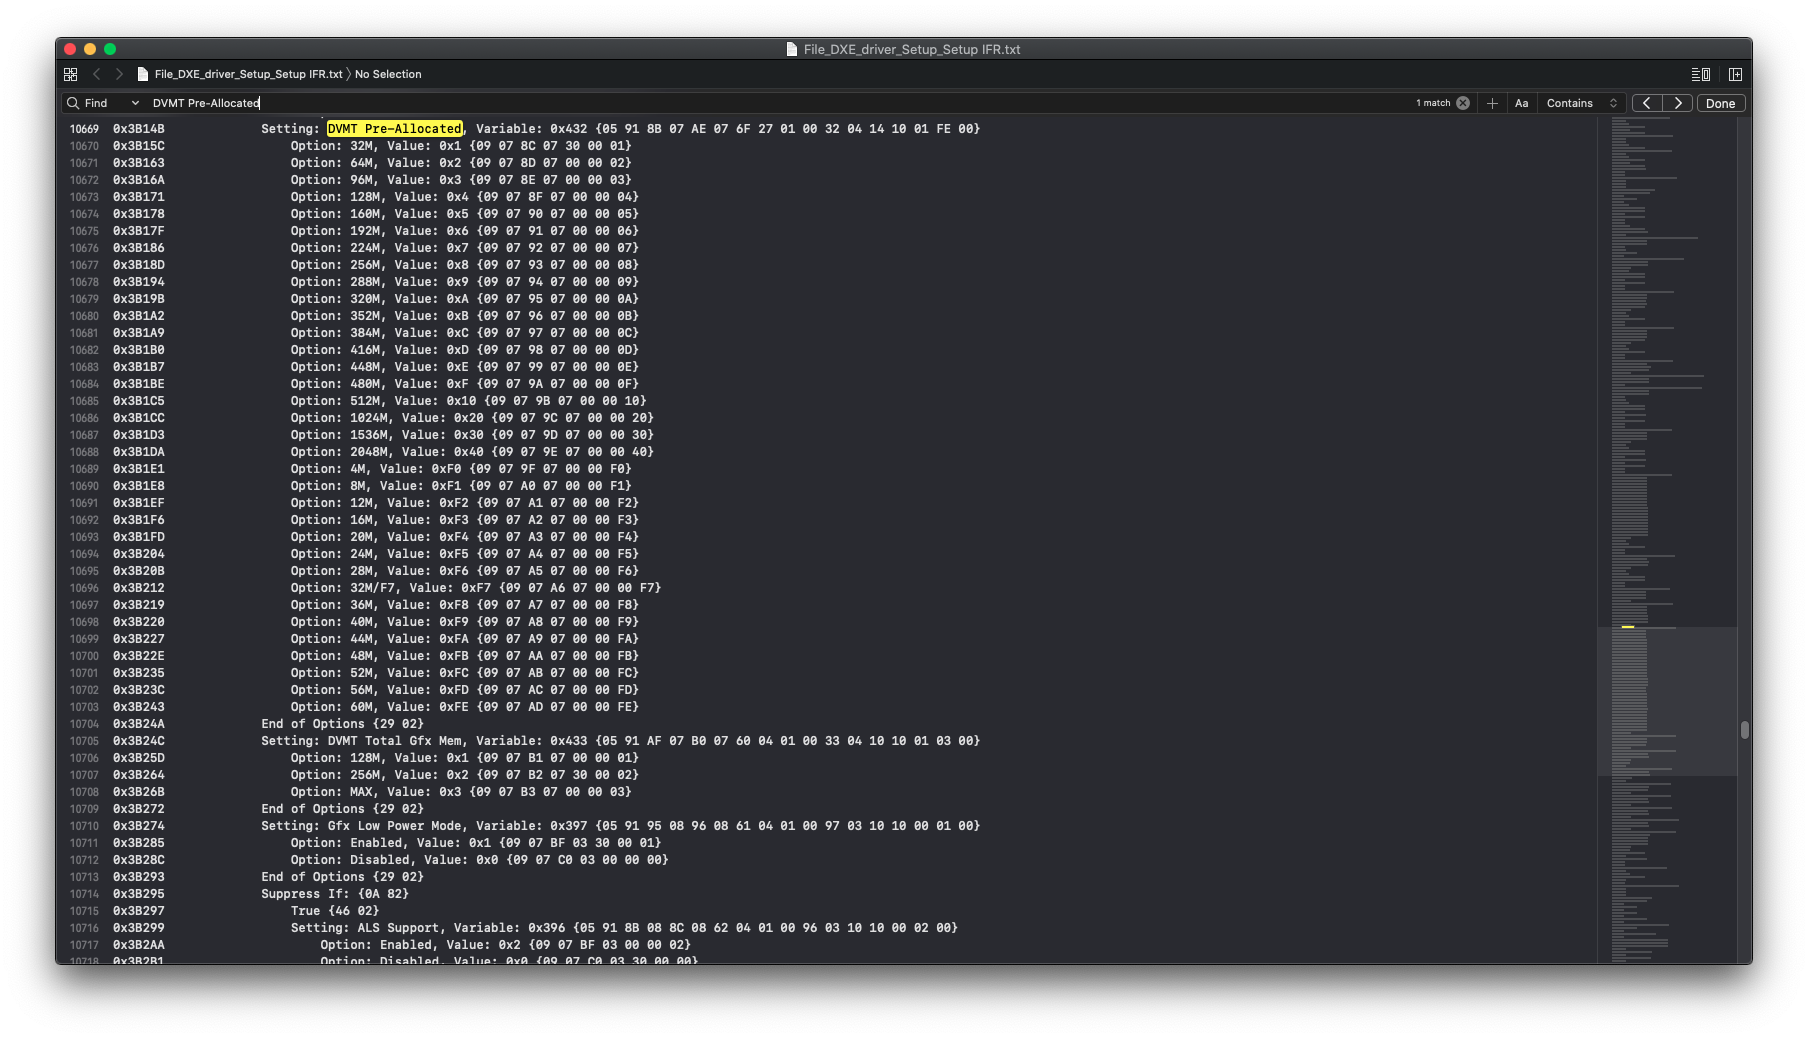 File_DXE_driver_Setup_Setup IFR.txt
File_DXE_driver_Setup_Setup IFR.txt 〉 No Selection
Find DVMT Pre-Allocated 1 match Aa Contains Done
10669 0x3B14B Setting: DVMT Pre-Allocated, Variable: 0x432 {05 91 8B 07 AE 07 6F 27 01 00 32 04 14 10 01 FE 00}
10670 0x3B15C Option: 32M, Value: 0x1 {09 07 8C 07 30 00 01}
10671 0x3B163 Option: 64M, Value: 0x2 {09 07 8D 07 00 00 02}
10672 0x3B16A Option: 96M, Value: 0x3 {09 07 8E 07 00 00 03}
10673 0x3B171 Option: 128M, Value: 0x4 {09 07 8F 07 00 00 04}
10674 0x3B178 Option: 160M, Value: 0x5 {09 07 90 07 00 00 05}
10675 0x3B17F Option: 192M, Value: 0x6 {09 07 91 07 00 00 06}
10676 0x3B186 Option: 224M, Value: 0x7 {09 07 92 07 00 00 07}
10677 0x3B18D Option: 256M, Value: 0x8 {09 07 93 07 00 00 08}
10678 0x3B194 Option: 288M, Value: 0x9 {09 07 94 07 00 00 09}
10679 0x3B19B Option: 320M, Value: 0xA {09 07 95 07 00 00 0A}
10680 0x3B1A2 Option: 352M, Value: 0xB {09 07 96 07 00 00 0B}
10681 0x3B1A9 Option: 384M, Value: 0xC {09 07 97 07 00 00 0C}
10682 0x3B1B0 Option: 416M, Value: 0xD {09 07 98 07 00 00 0D}
10683 0x3B1B7 Option: 448M, Value: 0xE {09 07 99 07 00 00 0E}
10684 0x3B1BE Option: 480M, Value: 0xF {09 07 9A 07 00 00 0F}
10685 0x3B1C5 Option: 512M, Value: 0x10 {09 07 9B 07 00 00 10}
10686 0x3B1CC Option: 1024M, Value: 0x20 {09 07 9C 07 00 00 20}
10687 0x3B1D3 Option: 1536M, Value: 0x30 {09 07 9D 07 00 00 30}
10688 0x3B1DA Option: 2048M, Value: 0x40 {09 07 9E 07 00 00 40}
10689 0x3B1E1 Option: 4M, Value: 0xF0 {09 07 9F 07 00 00 F0}
10690 0x3B1E8 Option: 8M, Value: 0xF1 {09 07 A0 07 00 00 F1}
10691 0x3B1EF Option: 12M, Value: 0xF2 {09 07 A1 07 00 00 F2}
10692 0x3B1F6 Option: 16M, Value: 0xF3 {09 07 A2 07 00 00 F3}
10693 0x3B1FD Option: 20M, Value: 0xF4 {09 07 A3 07 00 00 F4}
10694 0x3B204 Option: 24M, Value: 0xF5 {09 07 A4 07 00 00 F5}
10695 0x3B20B Option: 28M, Value: 0xF6 {09 07 A5 07 00 00 F6}
10696 0x3B212 Option: 32M/F7, Value: 0xF7 {09 07 A6 07 00 00 F7}
10697 0x3B219 Option: 36M, Value: 0xF8 {09 07 A7 07 00 00 F8}
10698 0x3B220 Option: 40M, Value: 0xF9 {09 07 A8 07 00 00 F9}
10699 0x3B227 Option: 44M, Value: 0xFA {09 07 A9 07 00 00 FA}
10700 0x3B22E Option: 48M, Value: 0xFB {09 07 AA 07 00 00 FB}
10701 0x3B235 Option: 52M, Value: 0xFC {09 07 AB 07 00 00 FC}
10702 0x3B23C Option: 56M, Value: 0xFD {09 07 AC 07 00 00 FD}
10703 0x3B243 Option: 60M, Value: 0xFE {09 07 AD 07 00 00 FE}
10704 0x3B24A End of Options {29 02}
10705 0x3B24C Setting: DVMT Total Gfx Mem, Variable: 0x433 {05 91 AF 07 B0 07 60 04 01 00 33 04 10 10 01 03 00}
10706 0x3B25D Option: 128M, Value: 0x1 {09 07 B1 07 00 00 01}
10707 0x3B264 Option: 256M, Value: 0x2 {09 07 B2 07 30 00 02}
10708 0x3B26B Option: MAX, Value: 0x3 {09 07 B3 07 00 00 03}
10709 0x3B272 End of Options {29 02}
10710 0x3B274 Setting: Gfx Low Power Mode, Variable: 0x397 {05 91 95 08 96 08 61 04 01 00 97 03 10 10 00 01 00}
10711 0x3B285 Option: Enabled, Value: 0x1 {09 07 BF 03 30 00 01}
10712 0x3B28C Option: Disabled, Value: 0x0 {09 07 C0 03 00 00 00}
10713 0x3B293 End of Options {29 02}
10714 0x3B295 Suppress If: {0A 82}
10715 0x3B297 True {46 02}
10716 0x3B299 Setting: ALS Support, Variable: 0x396 {05 91 8B 08 8C 08 62 04 01 00 96 03 10 10 00 02 00}
10717 0x3B2AA Option: Enabled, Value: 0x2 {09 07 BF 03 00 00 02}
10718 0x3B2B1 Option: Disabled, Value: 0x0 {09 07 C0 03 30 00 00}